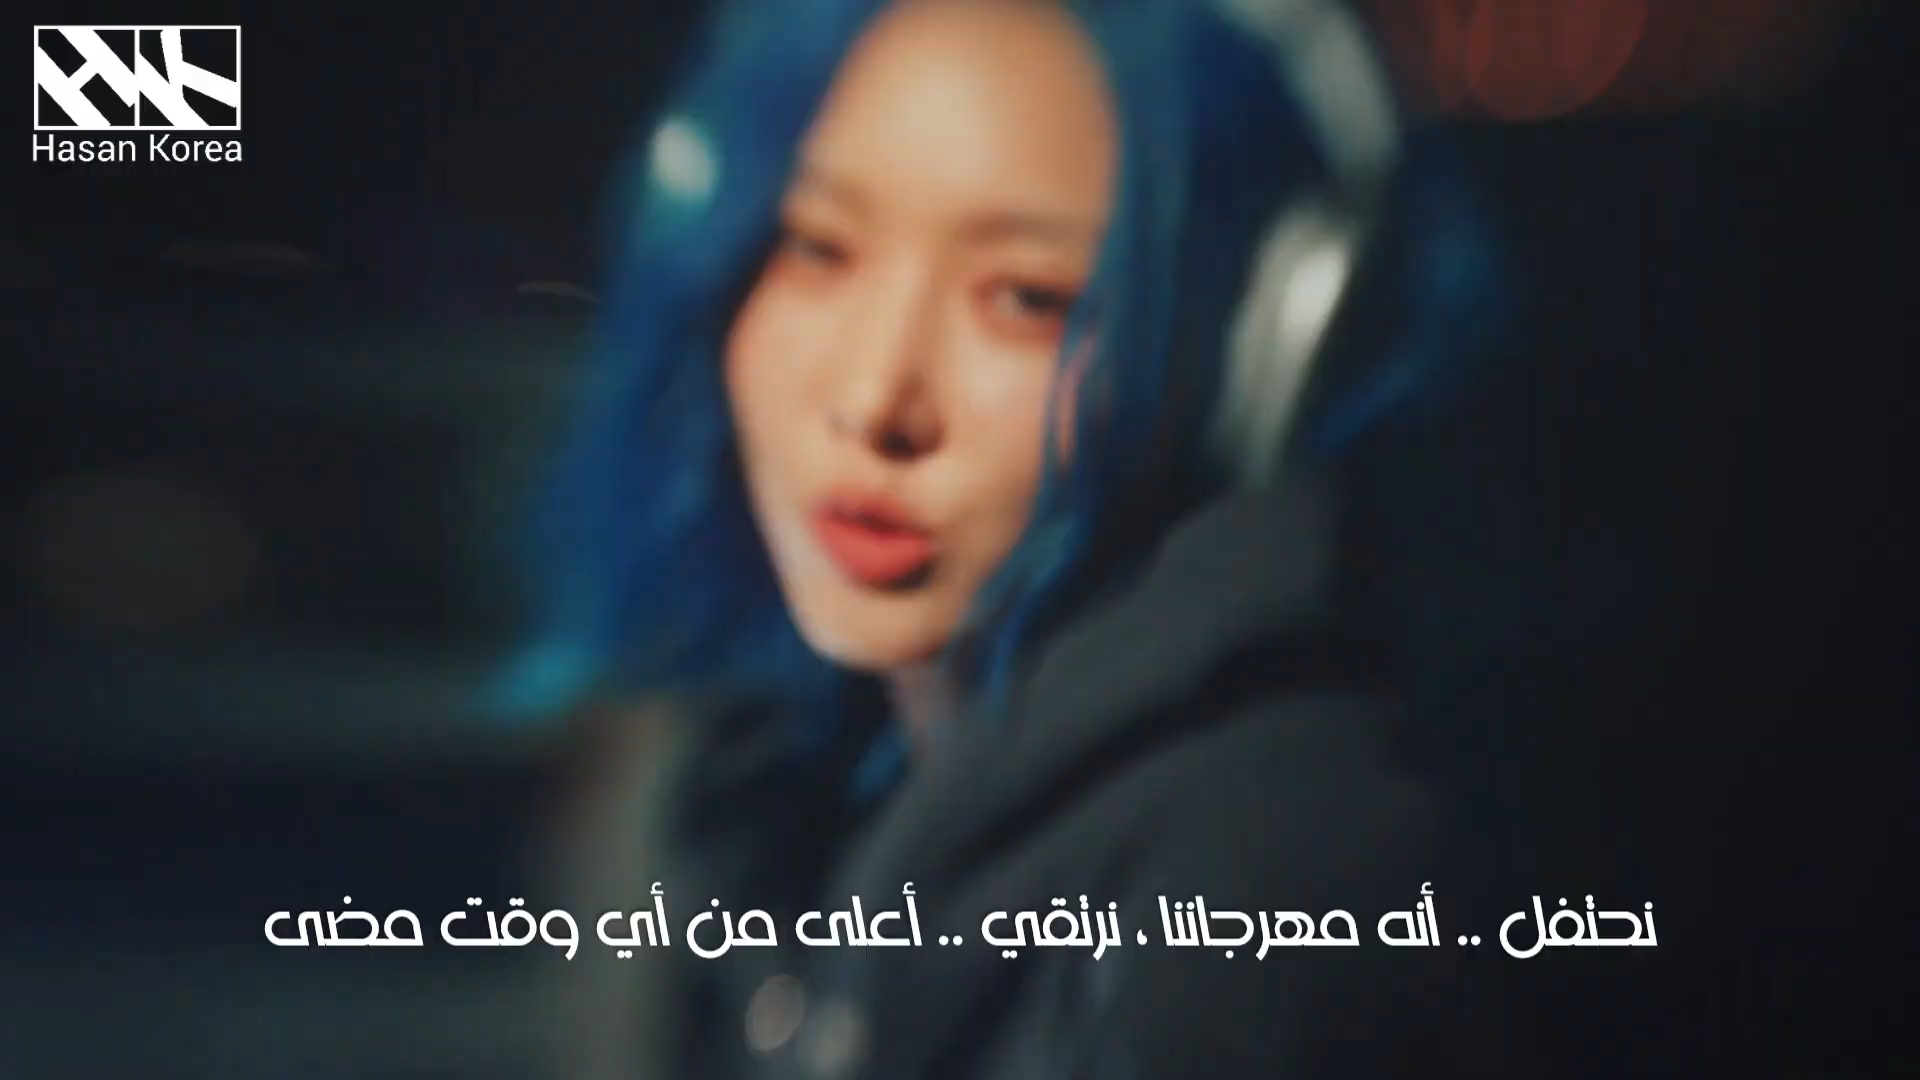 Hasan Korea
نحتفل .. أنه مهرجاننا ، نرتقي .. أعلى من أي وقت مضى